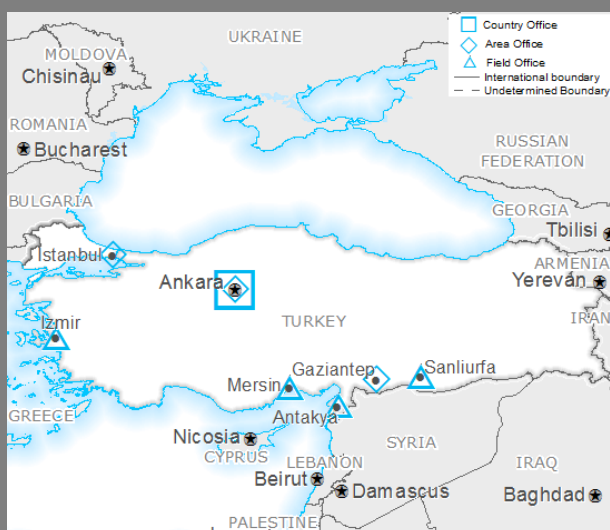 UKRAINE
Country Office
Area Office
Field Office
International boundary
Undetermined Boundary
MOLDOVA
Chisinau
ROMANIA
Bucharest
RUSSIAN
FEDERATION
BULGARIA
GEORGIA
Tbilisi
Istanbul
ARMENIA
Ankara
Yerevan
TURKEY
IRAN
Izmir
Gaziantep
Sanliurfa
Mersin
GREECE
Antakya
Nicosia
SYRIA
CYPRUS
LEBANON
IRAQ
Beirut
Damascus
Baghdad
PALESTINE